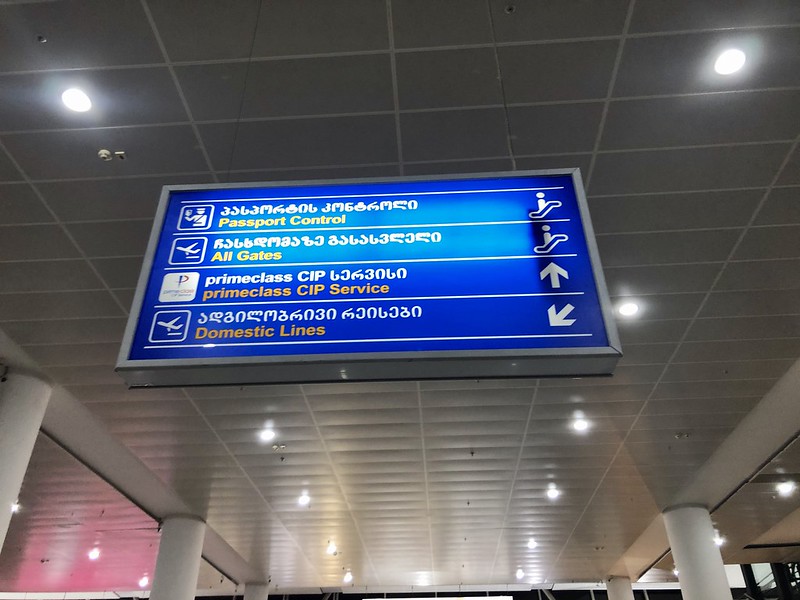 პასპორტის კონტროლი
Passport Control
ჩასხდომაზე გასასვლელი
All Gates
primeclass CIP სერვისი
primeclass CIP Service
ადგილობრივი რეისები
Domestic Lines